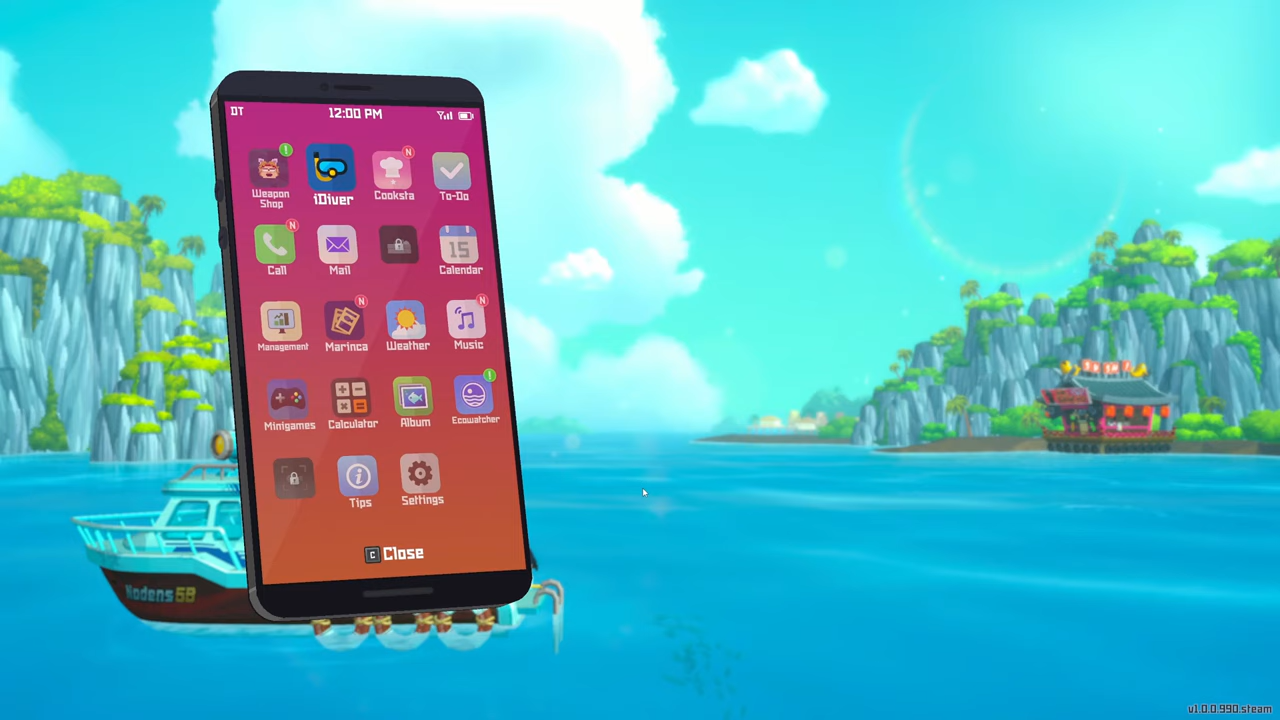 DT
12:00 PM
Weapon
Shop
iDiver
Cooksta
To-Do
Call
Mail
15
Calendar
Management
Marinca
Weather
Music
Minigames
Calculator
Album
Ecowatcher
Tips
Settings
C Close
Nodens 68
v1.0.0.990.steam